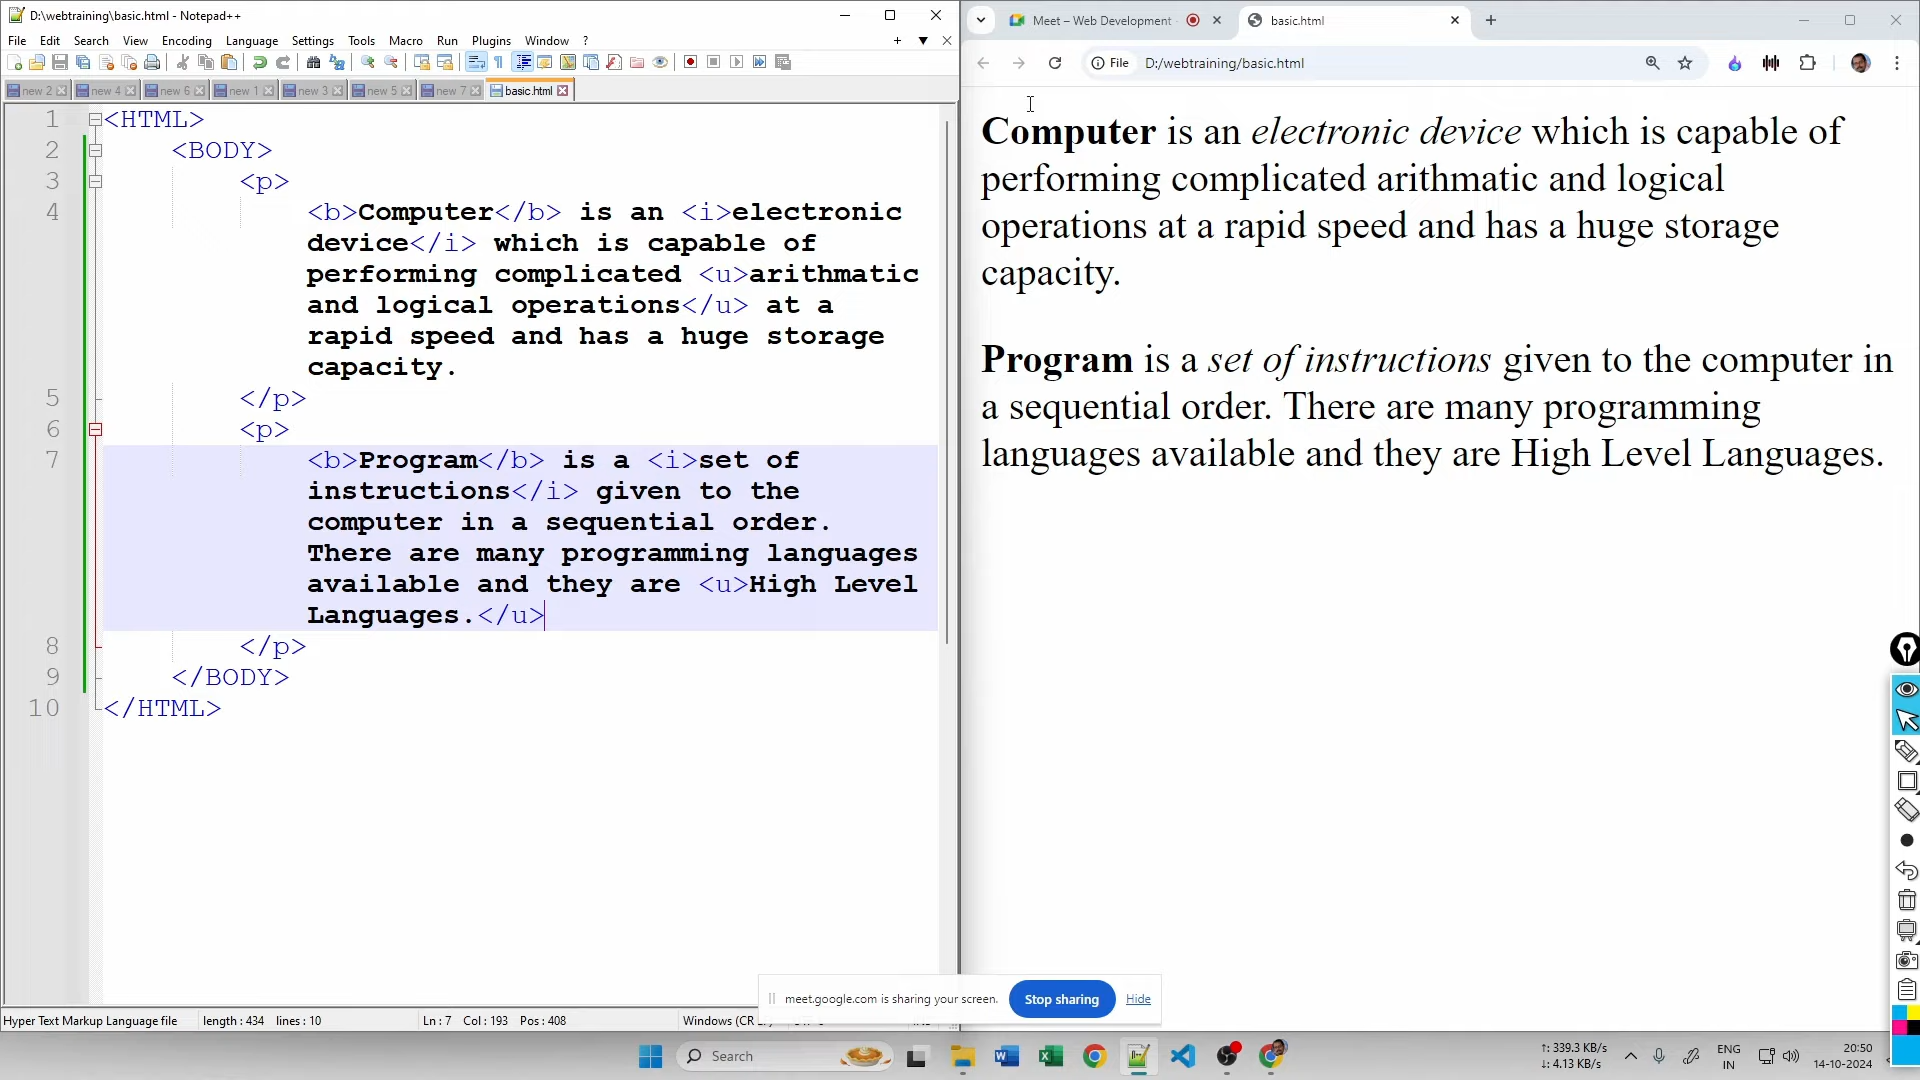 D:\webtraining\basic.html - Notepad++
File Edit Search View Encoding Language Settings Tools Macro Run Plugins Window ?
new 2 new 4 new 6 new 1 new 3 new 5 new 7 basic.html
1 <HTML>
2 <BODY>
3 <p>
4 <b>Computer</b> is an <i>electronic
device</i> which is capable of
performing complicated <u>arithmatic
and logical operations</u> at a
rapid speed and has a huge storage
capacity.
5 </p>
6 <p>
7 <b>Program</b> is a <i>set of
instructions</i> given to the
computer in a sequential order.
There are many programming languages
available and they are <u>High Level
Languages.</u>
8 </p>
9 </BODY>
10 </HTML>
Hyper Text Markup Language file length : 434 lines : 10 Ln : 7 Col : 193 Pos : 408 Windows (CR
Meet – Web Development basic.html
File D:/webtraining/basic.html
Computer is an electronic device which is capable of
performing complicated arithmatic and logical
operations at a rapid speed and has a huge storage
capacity.
Program is a set of instructions given to the computer in
a sequential order. There are many programming
languages available and they are High Level Languages.
meet.google.com is sharing your screen. Stop sharing Hide
Search
↑: 339.3 KB/s
↓: 4.13 KB/s
ENG
IN
20:50
14-10-2024